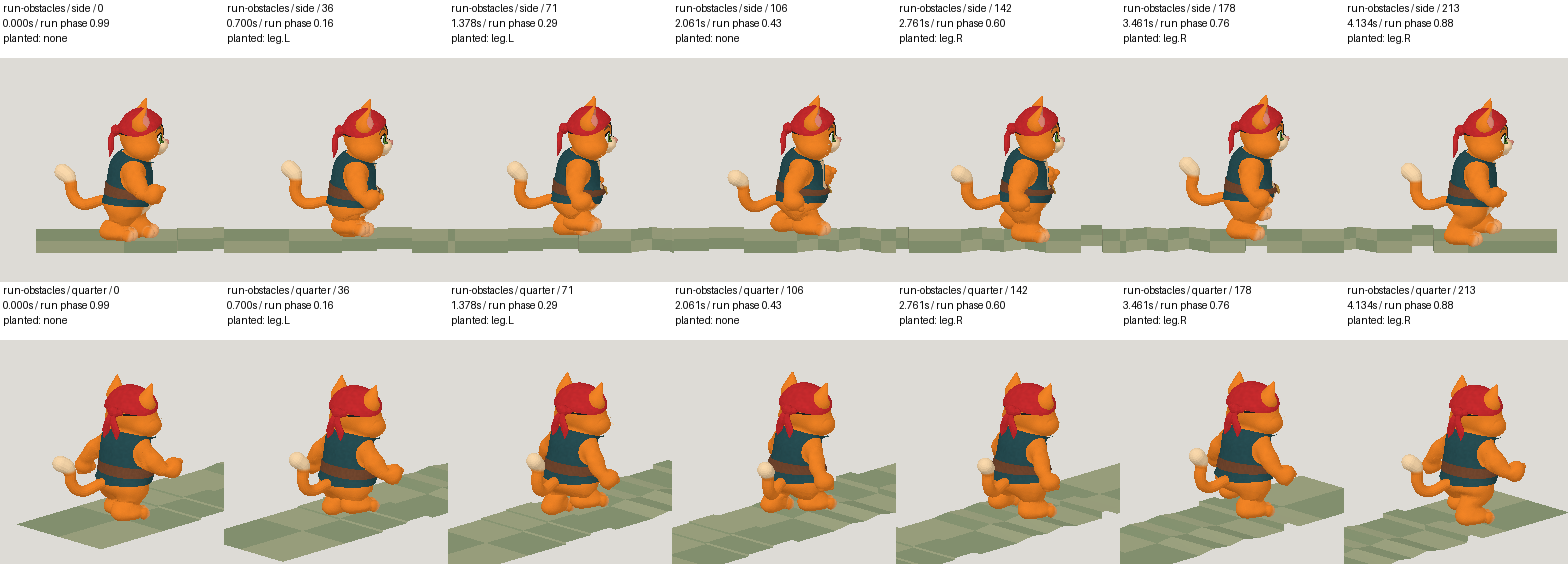 run-obstacles / side / 0
0.000s / run phase 0.99
planted: none
run-obstacles / side / 36
0.700s / run phase 0.16
planted: leg.L
run-obstacles / side / 71
1.378s / run phase 0.29
planted: leg.L
run-obstacles / side / 106
2.061s / run phase 0.43
planted: none
run-obstacles / side / 142
2.761s / run phase 0.60
planted: leg.R
run-obstacles / side / 178
3.461s / run phase 0.76
planted: leg.R
run-obstacles / side / 213
4.134s / run phase 0.88
planted: leg.R
run-obstacles / quarter / 0
0.000s / run phase 0.99
planted: none
run-obstacles / quarter / 36
0.700s / run phase 0.16
planted: leg.L
run-obstacles / quarter / 71
1.378s / run phase 0.29
planted: leg.L
run-obstacles / quarter / 106
2.061s / run phase 0.43
planted: none
run-obstacles / quarter / 142
2.761s / run phase 0.60
planted: leg.R
run-obstacles / quarter / 178
3.461s / run phase 0.76
planted: leg.R
run-obstacles / quarter / 213
4.134s / run phase 0.88
planted: leg.R